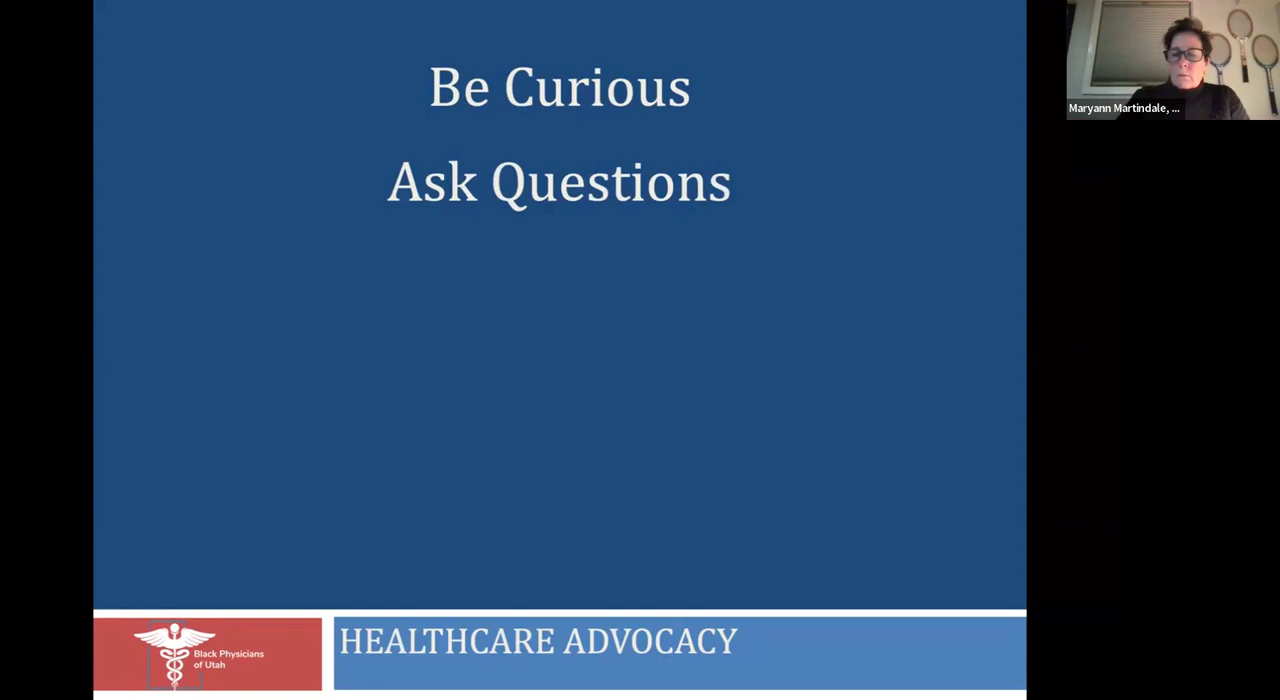 Be Curious
Ask Questions
Maryann Martindale, ...
HEALTHCARE ADVOCACY
Black Physicians
of Utah